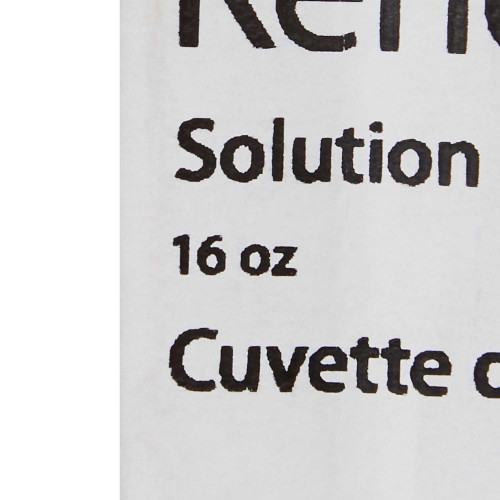 Solution
16 oz
Cuvette